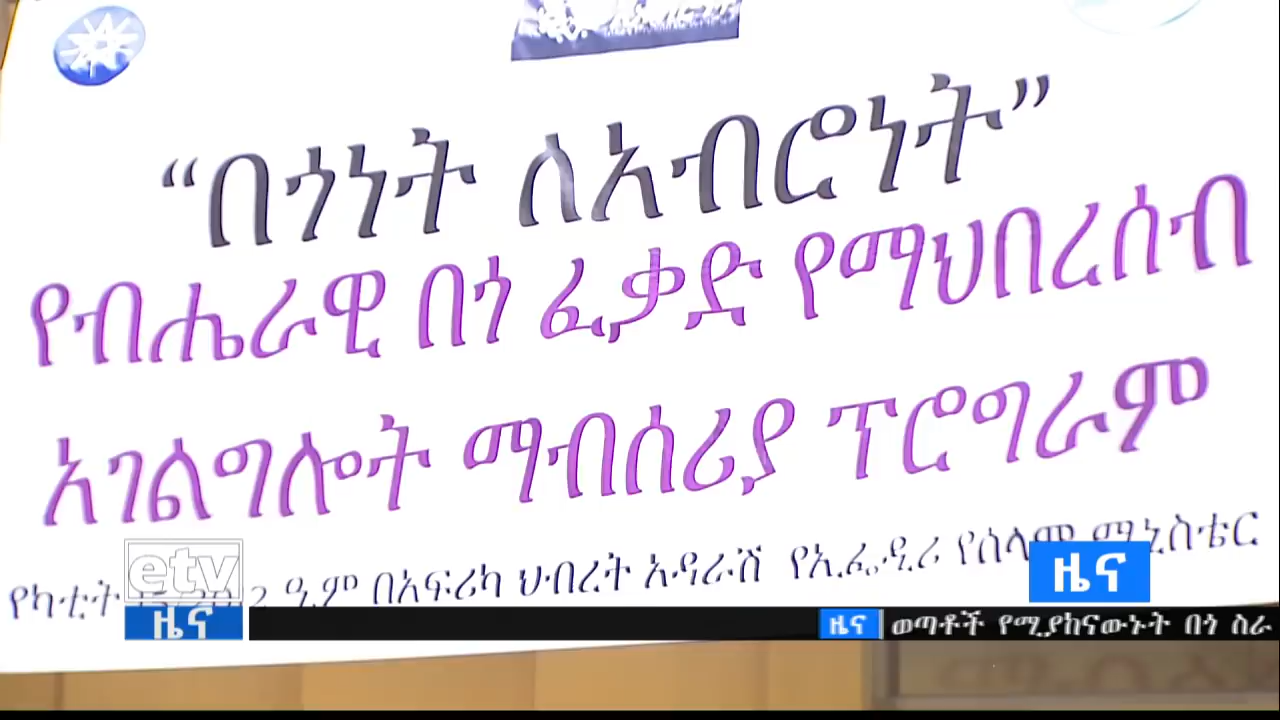 “በጎነት ለአብሮነት”
የብሔራዊ በጎ ፈቃድ የማህበረሰብ
አገልግሎት ማብሰሪያ ፕሮግራም
የካቲት ዓ.ም በአፍሪካ ህብረት አዳራሽ የኢ.ፌ.ዲ.ሪ የሰላም ሚኒስቴር
etv
ዜና
ዜና
ዜና ወጣቶች የሚያከናውኑት በጎ ስራ